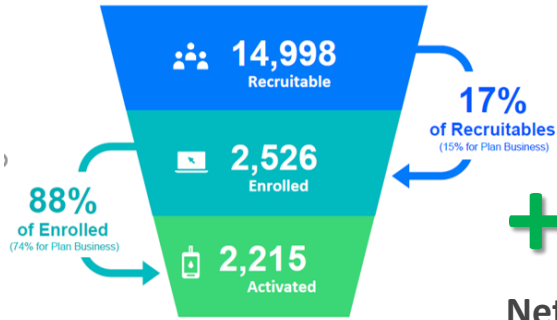 14,998
Recruitable
17%
of Recruitables
(15% for Plan Business)
2,526
Enrolled
88%
of Enrolled
(74% for Plan Business)
2,215
Activated
Net